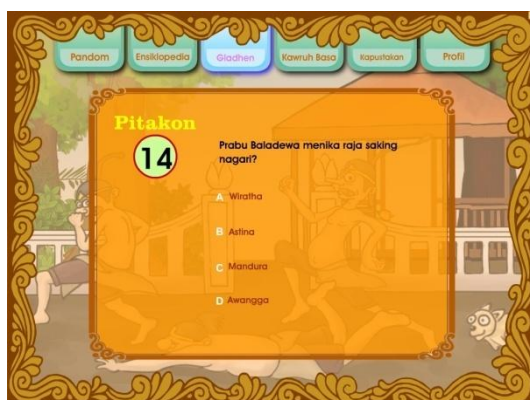 Pandom
Ensiklopedia
Gladhen
Kawruh Basa
Kapustakan
Profil
Pitakon
14
Prabu Baladewa menika raja saking
nagari?
A Wiratha
B Astina
C Mandura
D Awangga